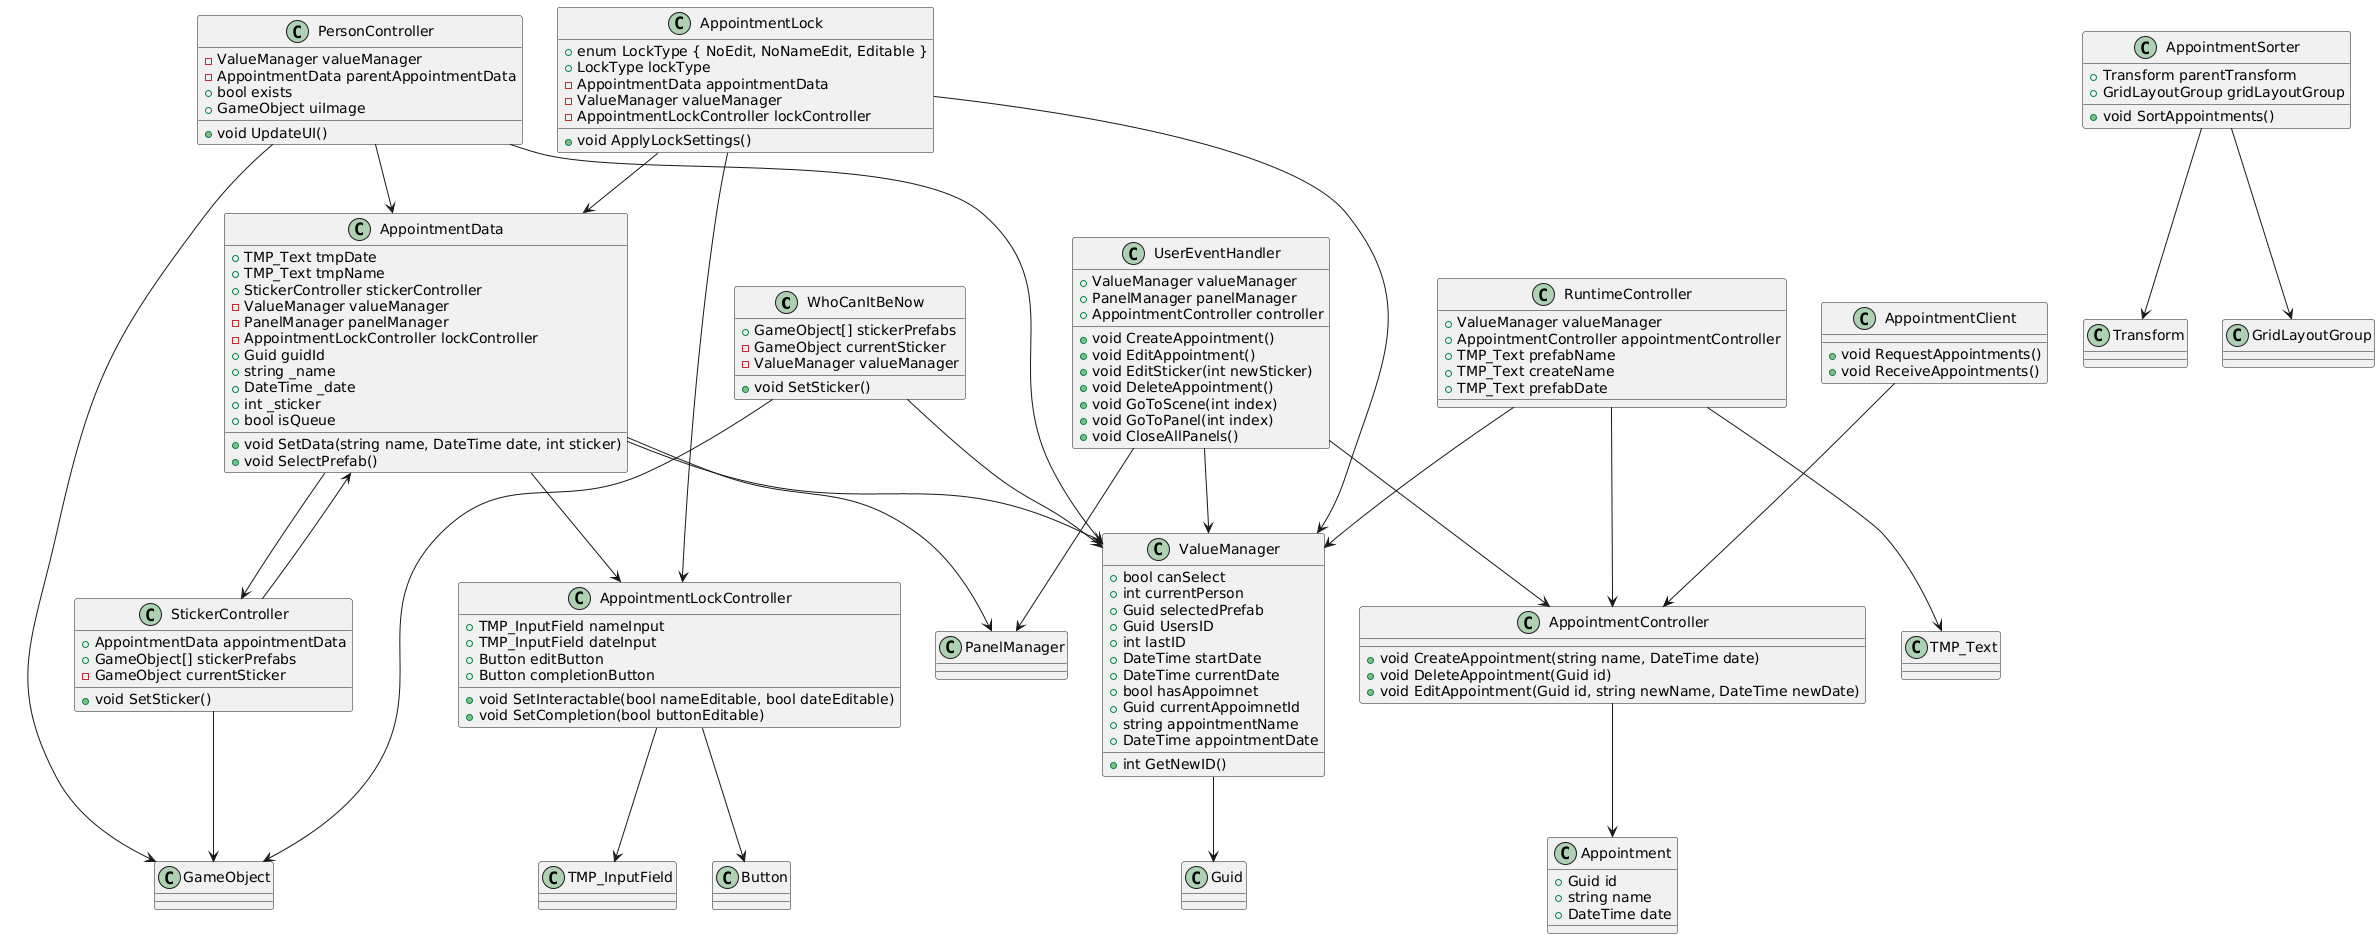 C PersonController
ValueManager valueManager
AppointmentData parentAppointmentData
bool exists
GameObject uiImage
void UpdateUI()
C AppointmentLock
enum LockType { NoEdit, NoNameEdit, Editable }
LockType lockType
AppointmentData appointmentData
ValueManager valueManager
AppointmentLockController lockController
void ApplyLockSettings()
C AppointmentSorter
Transform parentTransform
GridLayoutGroup gridLayoutGroup
void SortAppointments()
C AppointmentData
TMP_Text tmpDate
TMP_Text tmpName
StickerController stickerController
ValueManager valueManager
PanelManager panelManager
AppointmentLockController lockController
Guid guidId
string _name
DateTime _date
int _sticker
bool isQueue
void SetData(string name, DateTime date, int sticker)
void SelectPrefab()
C WhoCanItBeNow
GameObject[] stickerPrefabs
GameObject currentSticker
ValueManager valueManager
void SetSticker()
C UserEventHandler
ValueManager valueManager
PanelManager panelManager
AppointmentController controller
void CreateAppointment()
void EditAppointment()
void EditSticker(int newSticker)
void DeleteAppointment()
void GoToScene(int index)
void GoToPanel(int index)
void CloseAllPanels()
C RuntimeController
ValueManager valueManager
AppointmentController appointmentController
TMP_Text prefabName
TMP_Text createName
TMP_Text prefabDate
C AppointmentClient
void RequestAppointments()
void ReceiveAppointments()
C Transform
C GridLayoutGroup
C StickerController
AppointmentData appointmentData
GameObject[] stickerPrefabs
GameObject currentSticker
void SetSticker()
C AppointmentLockController
TMP_InputField nameInput
TMP_InputField dateInput
Button editButton
Button completionButton
void SetInteractable(bool nameEditable, bool dateEditable)
void SetCompletion(bool buttonEditable)
C PanelManager
C ValueManager
bool canSelect
int currentPerson
Guid selectedPrefab
Guid UsersID
int lastID
DateTime startDate
DateTime currentDate
bool hasAppoimnet
Guid currentAppoimnetId
string appointmentName
DateTime appointmentDate
int GetNewID()
C AppointmentController
void CreateAppointment(string name, DateTime date)
void DeleteAppointment(Guid id)
void EditAppointment(Guid id, string newName, DateTime newDate)
C TMP_Text
C GameObject
C TMP_InputField
C Button
C Guid
C Appointment
Guid id
string name
DateTime date